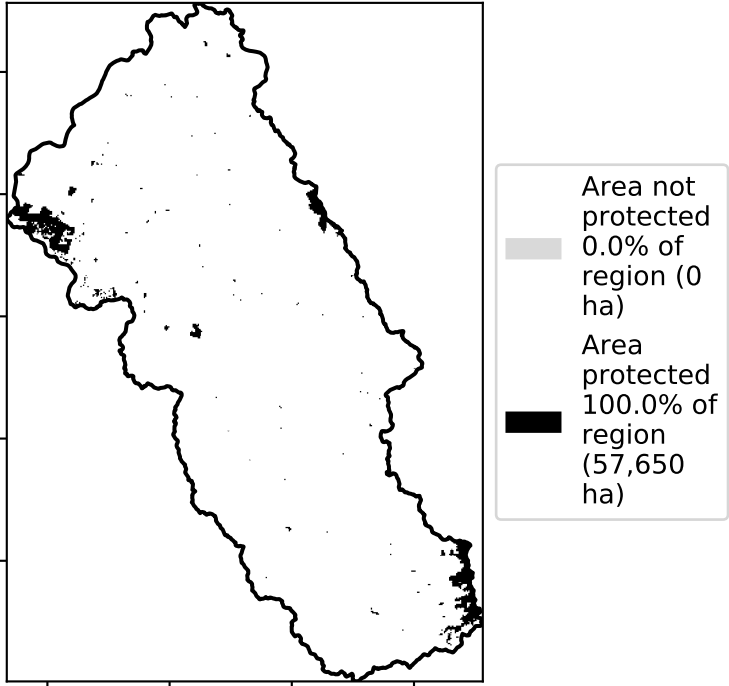 Area not
protected
0.0% of
region (0
ha)
Area
protected
100.0% of
region
(57,650
ha)